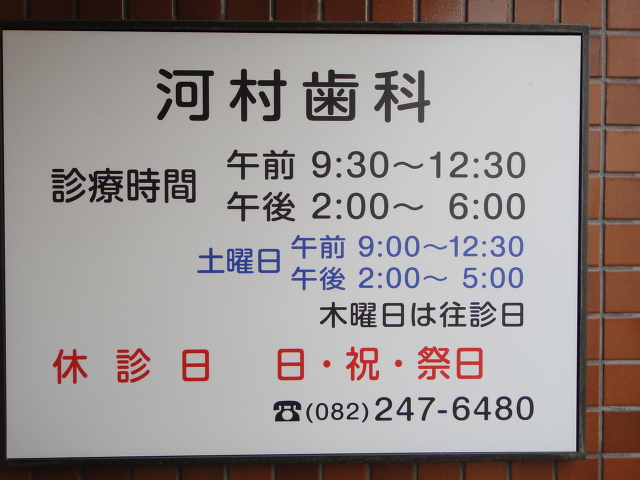 河村歯科
診療時間 午前 9:30〜12:30
午後 2:00〜 6:00
土曜日 午前 9:00〜12:30
午後 2:00〜 5:00
木曜日は往診日
休診日 日・祝・祭日
☎(082)247-6480